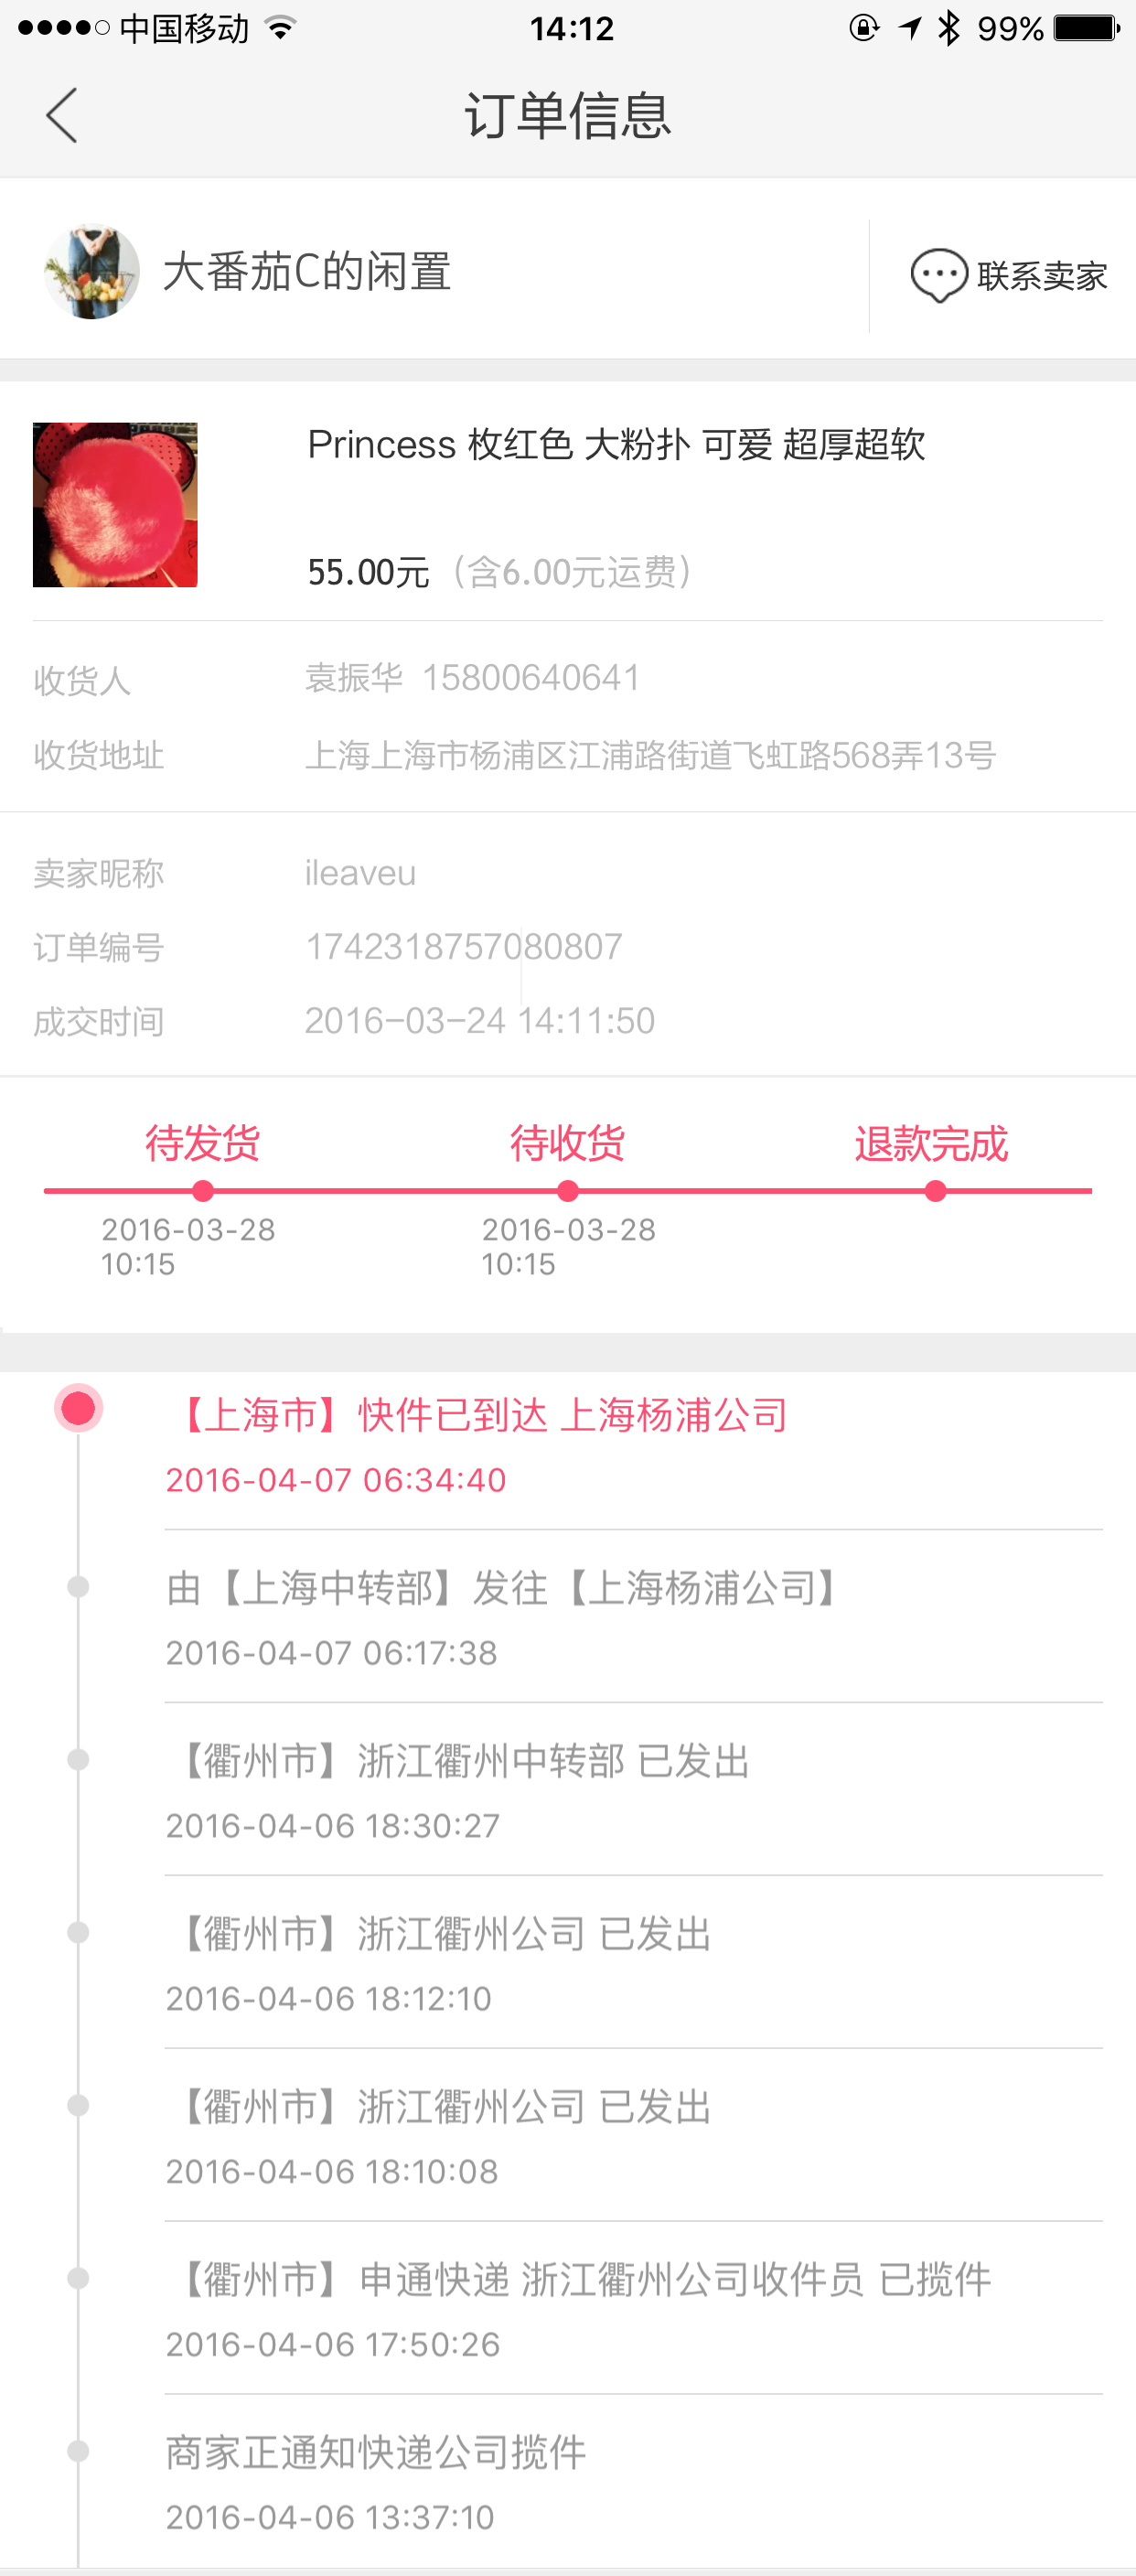 中国移动 14:12 99%
订单信息
大番茄C的闲置 联系卖家
Princess 枚红色 大粉扑 可爱 超厚超软
55.00元（含6.00元运费）
收货人 袁振华 15800640641
收货地址 上海上海市杨浦区江浦路街道飞虹路568弄13号
卖家昵称 ileaveu
订单编号 1742318757080807
成交时间 2016-03-24 14:11:50
待发货 待收货 退款完成
2016-03-28 2016-03-28
10:15 10:15
【上海市】快件已到达 上海杨浦公司
2016-04-07 06:34:40
由【上海中转部】发往【上海杨浦公司】
2016-04-07 06:17:38
【衢州市】浙江衢州中转部 已发出
2016-04-06 18:30:27
【衢州市】浙江衢州公司 已发出
2016-04-06 18:12:10
【衢州市】浙江衢州公司 已发出
2016-04-06 18:10:08
【衢州市】申通快递 浙江衢州公司收件员 已揽件
2016-04-06 17:50:26
商家正通知快递公司揽件
2016-04-06 13:37:10